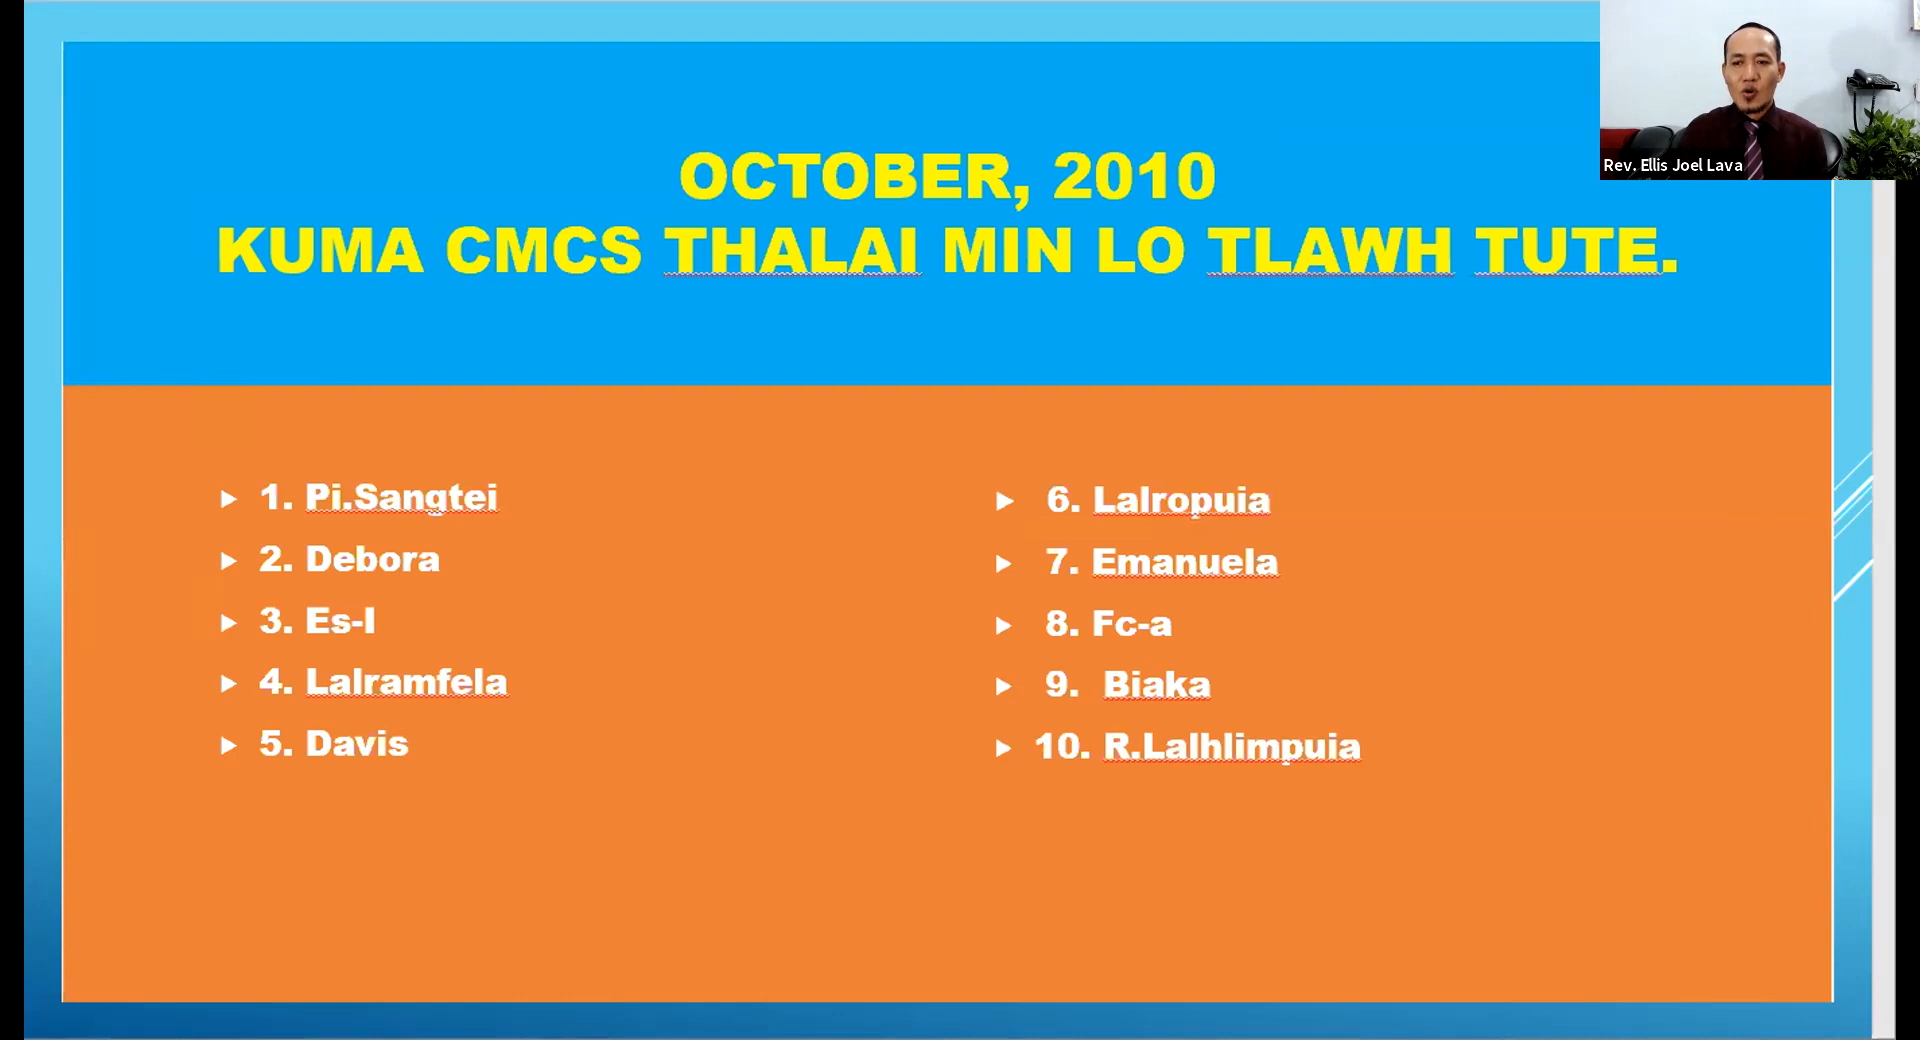 OCTOBER, 2010
KUMA CMCS THALAI MIN LO TLAWH TUTE.
Rev. Ellis Joel Lava
1. Pi.Sangtei
2. Debora
3. Es-I
4. Lalramfela
5. Davis
6. Lalropuia
7. Emanuela
8. Fc-a
9. Biaka
10. R.Lalhlimpuia